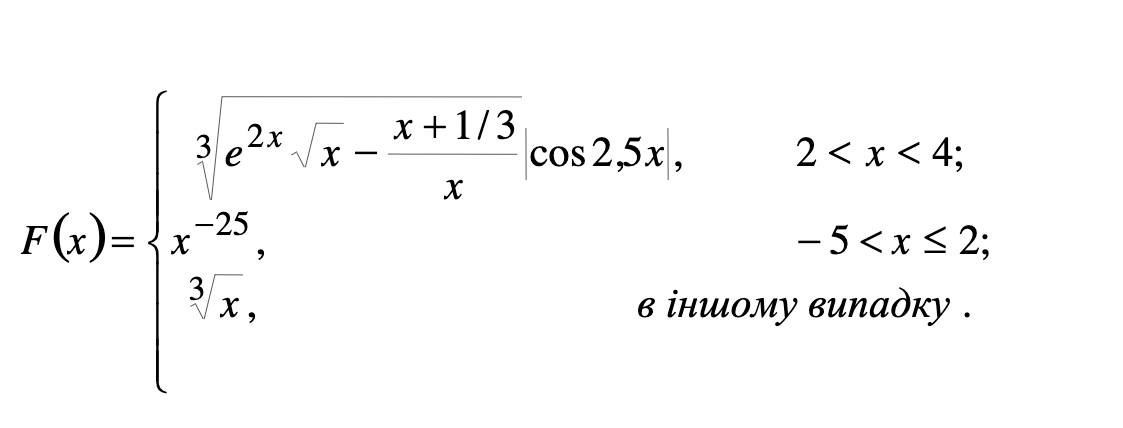 ∛(e^{2x} √x − (x + 1/3)/x) |cos 2,5x|, 2 < x < 4;
F(x) = { x^{−25}, − 5 < x ≤ 2;
∛x, в іншому випадку .